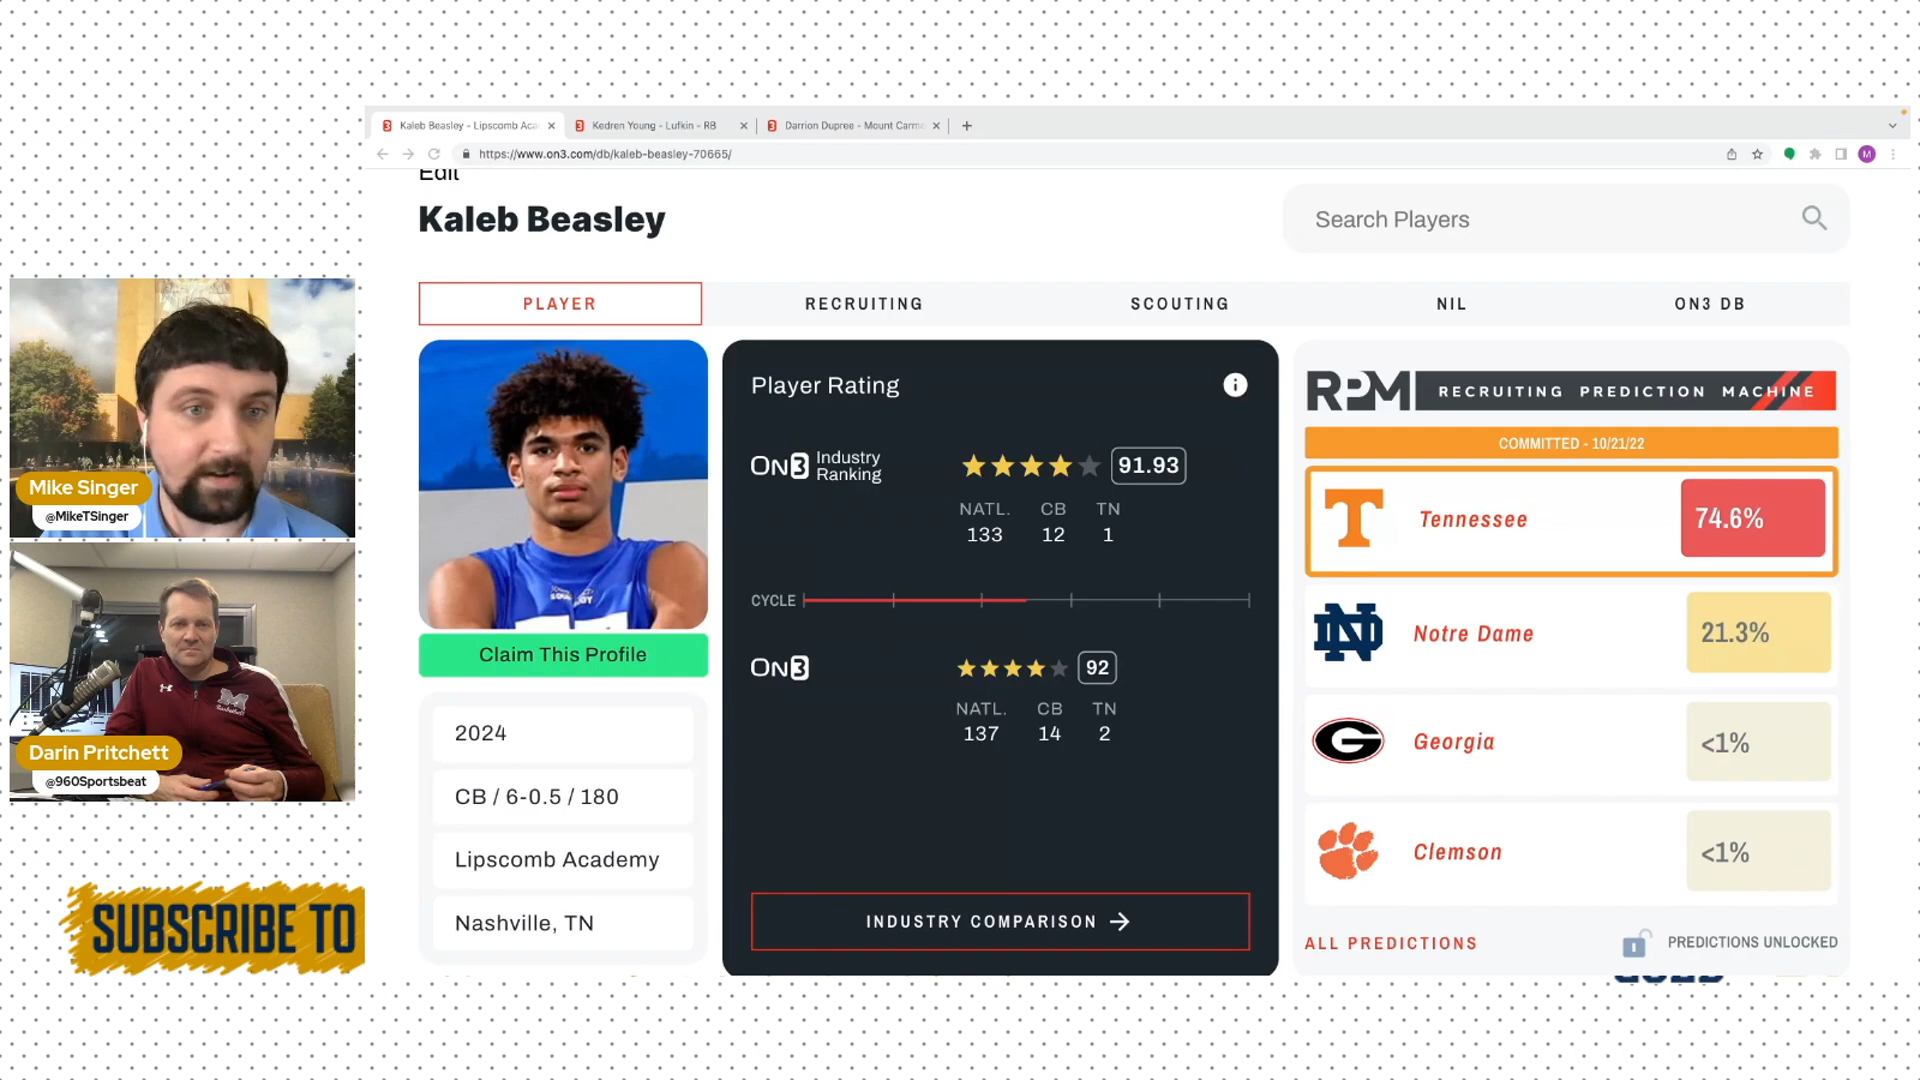 Kaleb Beasley - Lipscomb Aca
Kedren Young - Lufkin - RB
Darrion Dupree - Mount Carme
https://www.on3.com/db/kaleb-beasley-70665/
M
Edit
Kaleb Beasley
Search Players
PLAYER
RECRUITING
SCOUTING
NIL
ON3 DB
Player Rating
ON3 Industry Ranking
91.93
NATL. CB TN
133 12 1
CYCLE
ON3
92
NATL. CB TN
137 14 2
INDUSTRY COMPARISON
Claim This Profile
2024
CB / 6-0.5 / 180
Lipscomb Academy
Nashville, TN
RPM RECRUITING PREDICTION MACHINE
COMMITTED - 10/21/22
T Tennessee 74.6%
ND Notre Dame 21.3%
G Georgia <1%
Clemson <1%
ALL PREDICTIONS
PREDICTIONS UNLOCKED
Mike Singer
@MikeTSinger
M
Basketball
Darin Pritchett
@960Sportsbeat
SUBSCRIBE TO